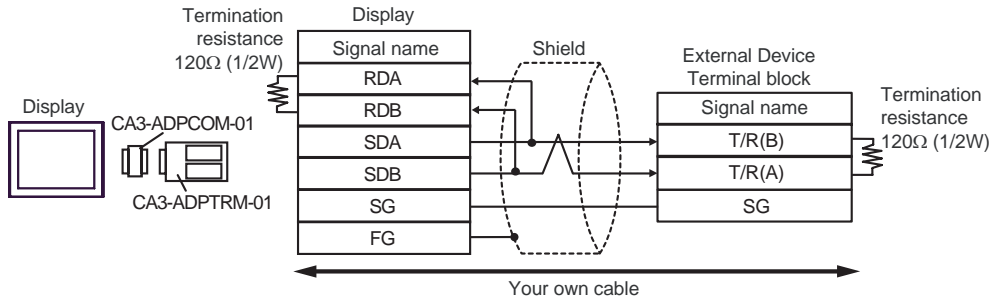 Display
CA3-ADPCOM-01
CA3-ADPTRM-01
Termination
resistance
120Ω (1/2W)
Display
Signal name
RDA
RDB
SDA
SDB
SG
FG
Shield
External Device
Terminal block
Signal name
T/R(B)
T/R(A)
SG
Termination
resistance
120Ω (1/2W)
Your own cable